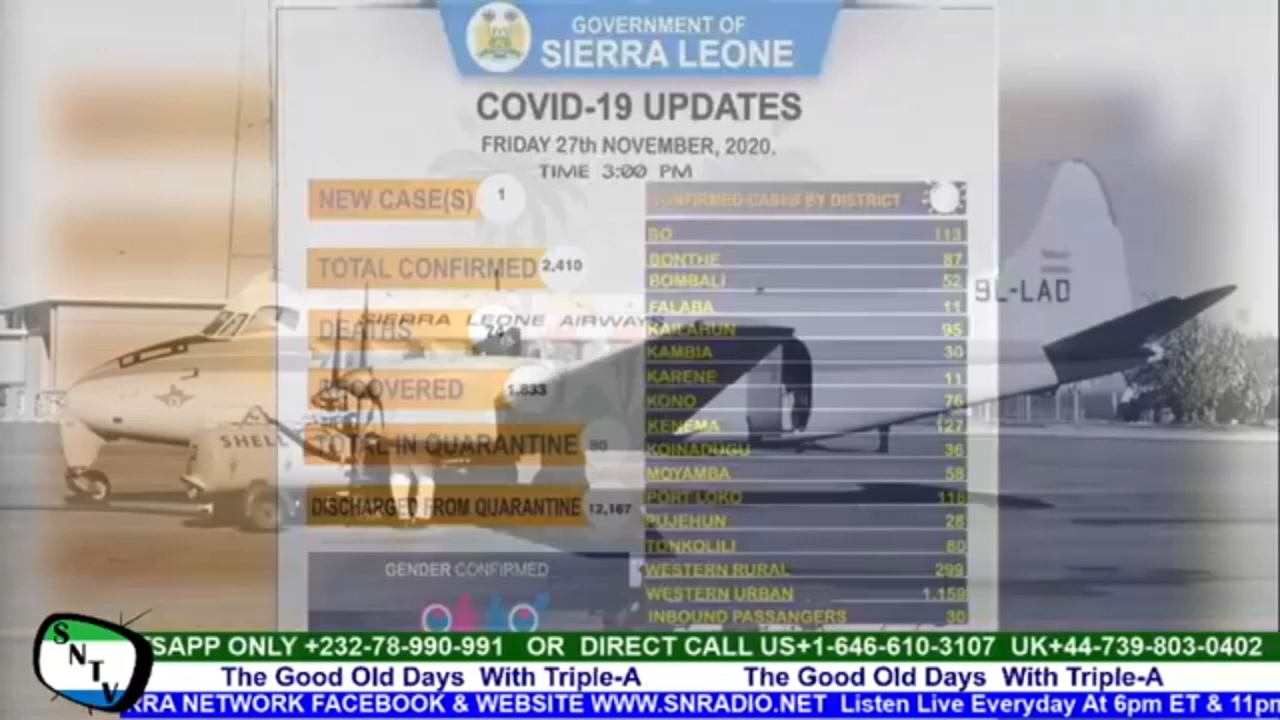 GOVERNMENT OF
SIERRA LEONE
COVID-19 UPDATES
FRIDAY 27th NOVEMBER, 2020.
TIME 3:00 PM
NEW CASE(S) 1
TOTAL CONFIRMED 2,410
DEATHS 74
RECOVERED 1,833
TOTAL IN QUARANTINE
DISCHARGED FROM QUARANTINE 12,167
GENDER CONFIRMED
CONFIRMED CASES BY DISTRICT
BO 113
BONTHE 87
BOMBALI 52
FALABA 11
KAILAHUN 95
KAMBIA 30
KARENE 11
KONO 76
KENEMA 127
KOINADUGU 36
MOYAMBA 58
PORT LOKO 118
PUJEHUN 28
TONKOLILI 80
WESTERN RURAL 299
WESTERN URBAN 1,159
INBOUND PASSENGERS 30
SIERRA LEONE AIRWAYS
9L-LAD
SHELL
SNTV
SAPP ONLY +232-78-990-991 OR DIRECT CALL US+1-646-610-3107 UK+44-739-803-0402
The Good Old Days With Triple-A The Good Old Days With Triple-A
RRA NETWORK FACEBOOK & WEBSITE WWW.SNRADIO.NET Listen Live Everyday At 6pm ET & 11pm